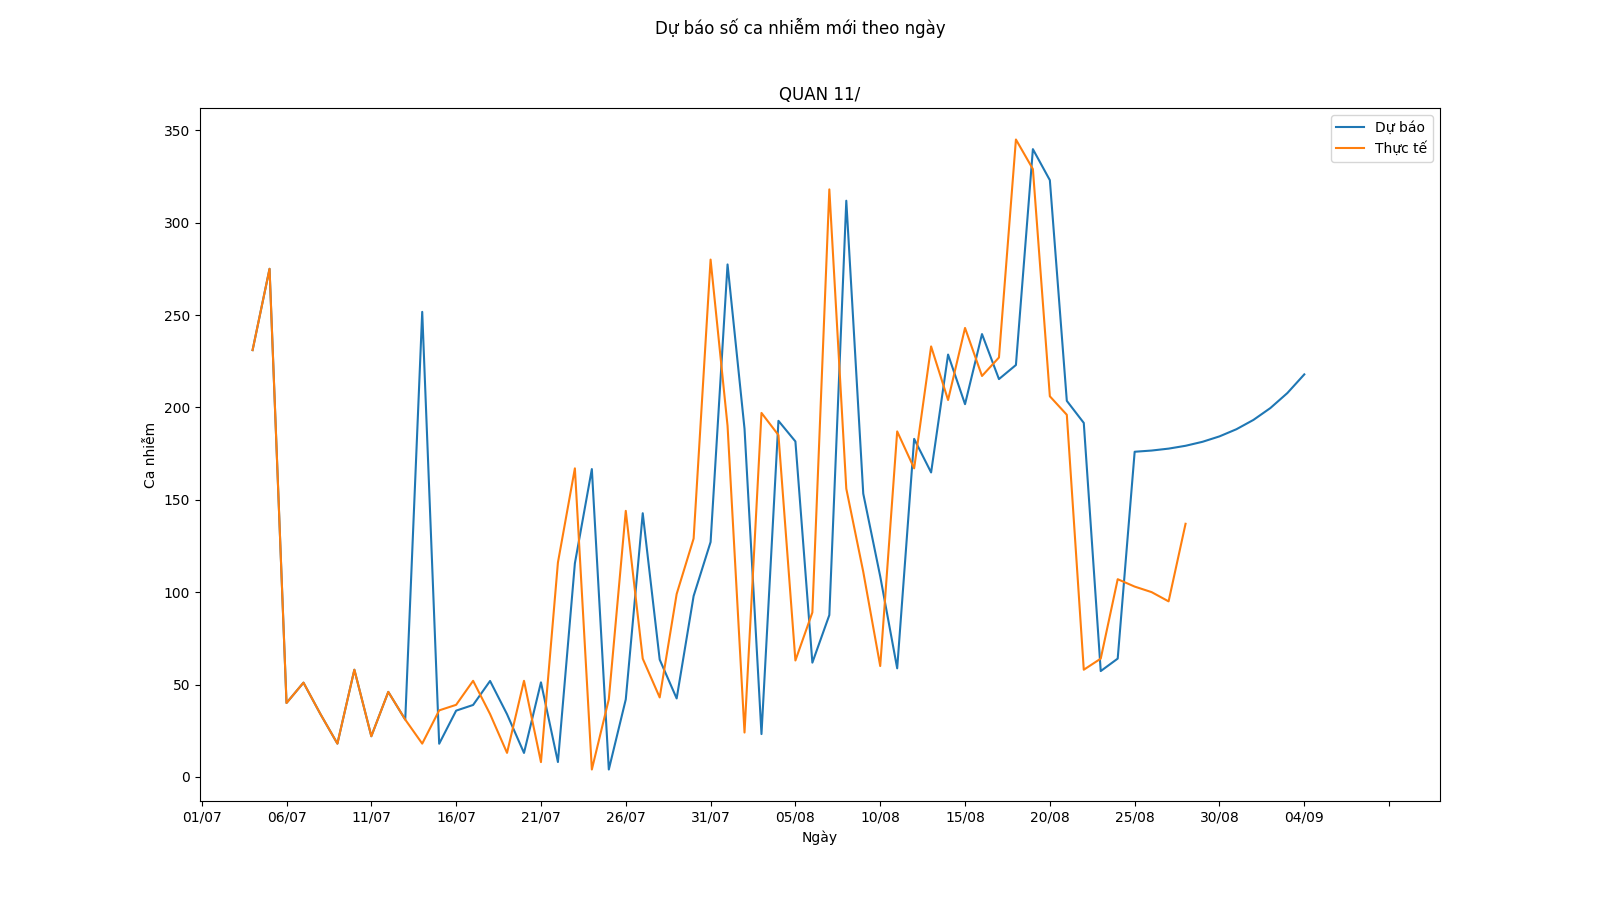 Dự báo số ca nhiễm mới theo ngày
QUAN 11/
Dự báo
Thực tế
350
300
250
200
150
100
50
0
Ca nhiễm
01/07 06/07 11/07 16/07 21/07 26/07 31/07 05/08 10/08 15/08 20/08 25/08 30/08 04/09
Ngày